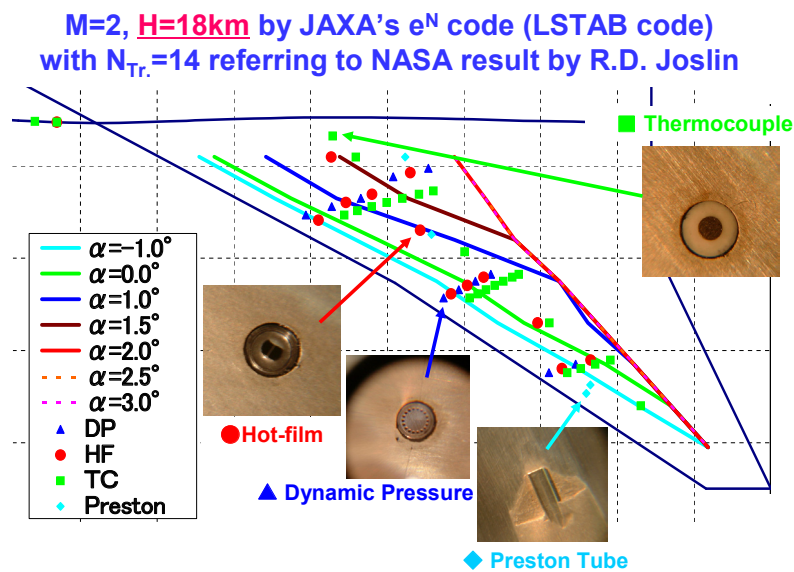 M=2, H=18km by JAXA's e^N code (LSTAB code)
with N_Tr.=14 referring to NASA result by R.D. Joslin
Thermocouple
α=−1.0°
α=0.0°
α=1.0°
α=1.5°
α=2.0°
α=2.5°
α=3.0°
DP
HF
TC
Preston
Hot-film
Dynamic Pressure
Preston Tube